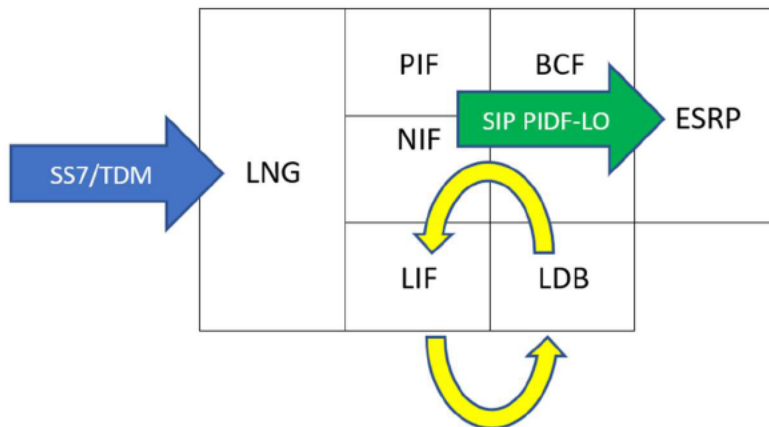 PIF
BCF
SIP PIDF-LO
ESRP
NIF
SS7/TDM
LNG
LIF
LDB